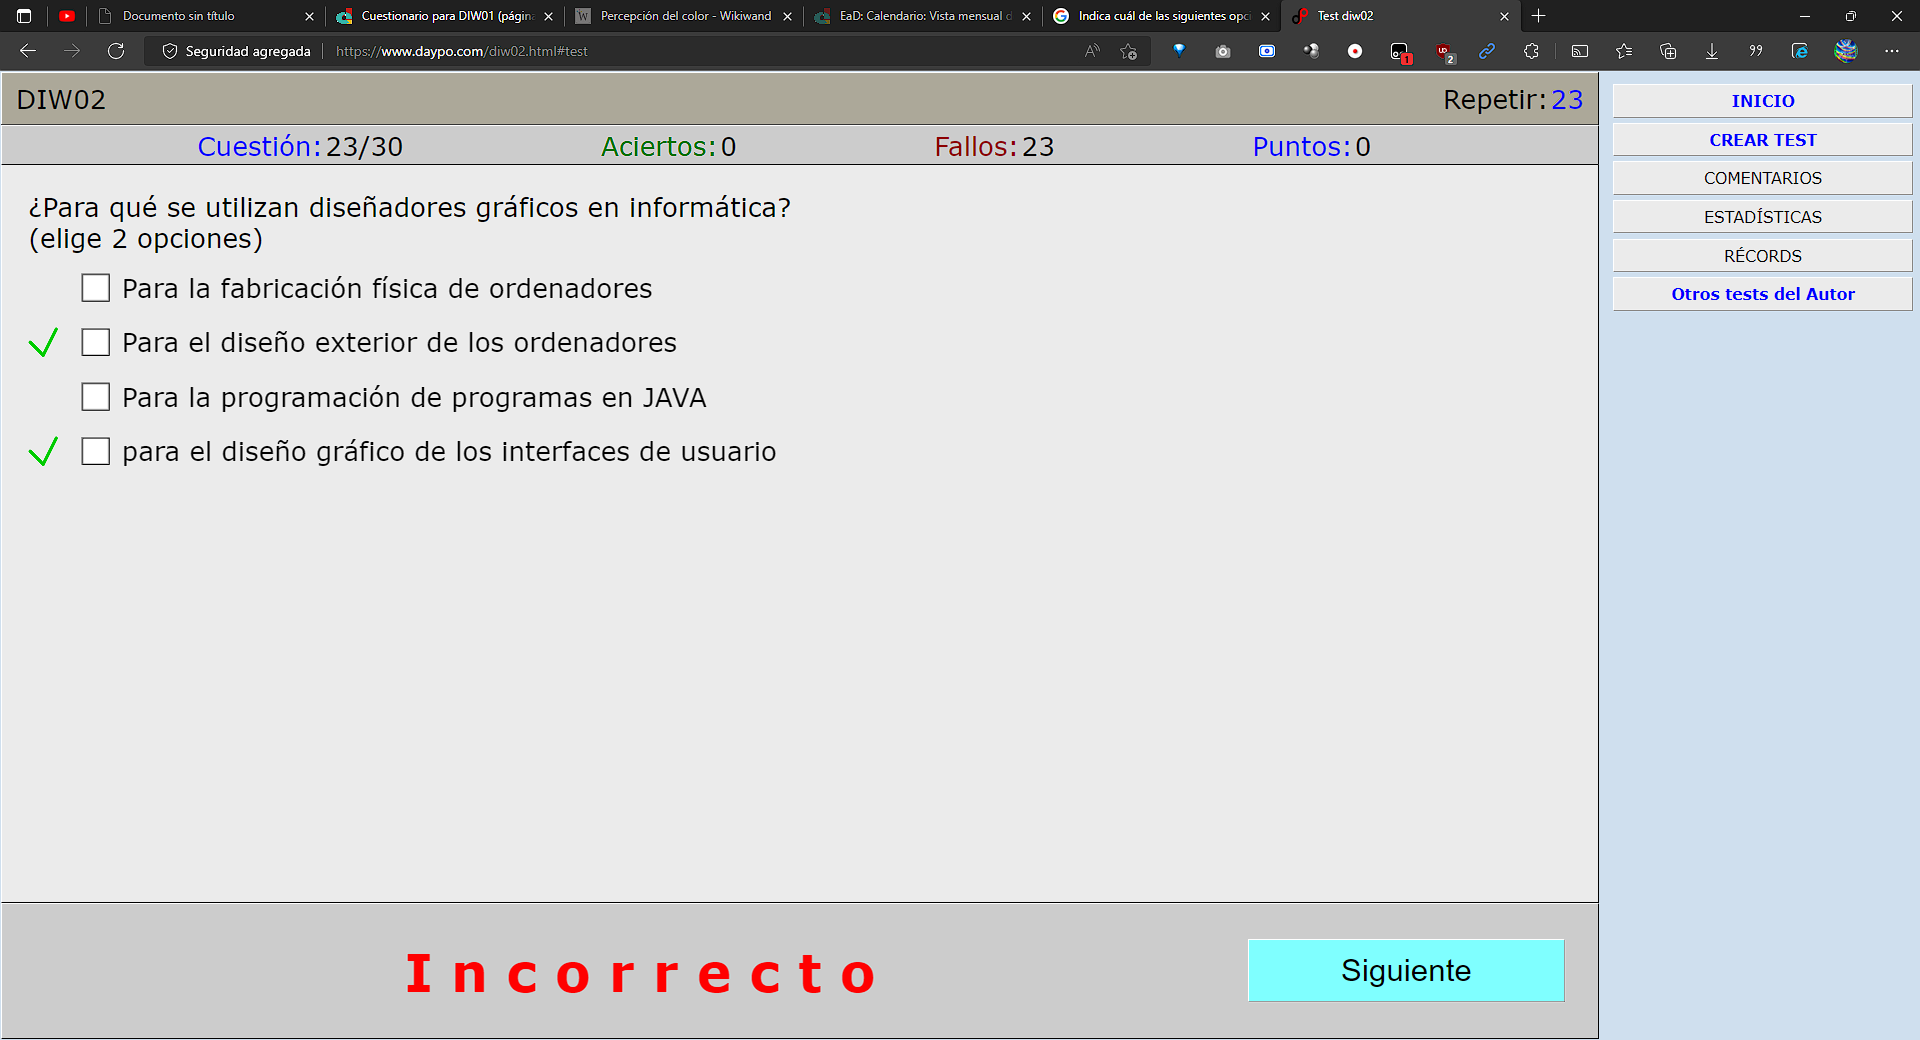 Documento sin título
Cuestionario para DIW01 (págin
Percepción del color - Wikiwand
EaD: Calendario: Vista mensual d
Indica cuál de las siguientes opc
Test diw02
Seguridad agregada
https://www.daypo.com/diw02.html#test
1
2
DIW02
Repetir:23
Cuestión:23/30
Aciertos:0
Fallos:23
Puntos:0
INICIO
CREAR TEST
COMENTARIOS
ESTADÍSTICAS
RÉCORDS
Otros tests del Autor
¿Para qué se utilizan diseñadores gráficos en informática?
(elige 2 opciones)
Para la fabricación física de ordenadores
Para el diseño exterior de los ordenadores
Para la programación de programas en JAVA
para el diseño gráfico de los interfaces de usuario
Incorrecto
Siguiente